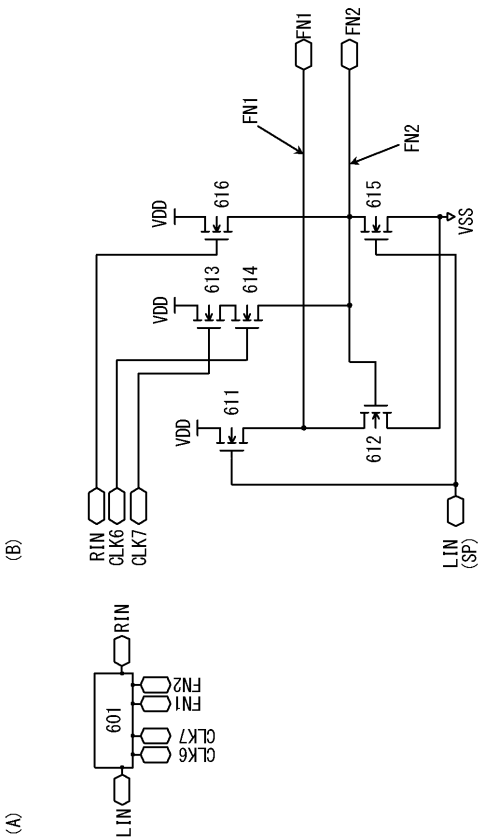 (A)
LIN
601
RIN
CLK6
CLK7
FN1
FN2
(B)
RIN
CLK6
CLK7
VDD
611
VDD
613
614
VDD
616
FN1
FN1
FN2
FN2
612
615
VSS
LIN
(SP)